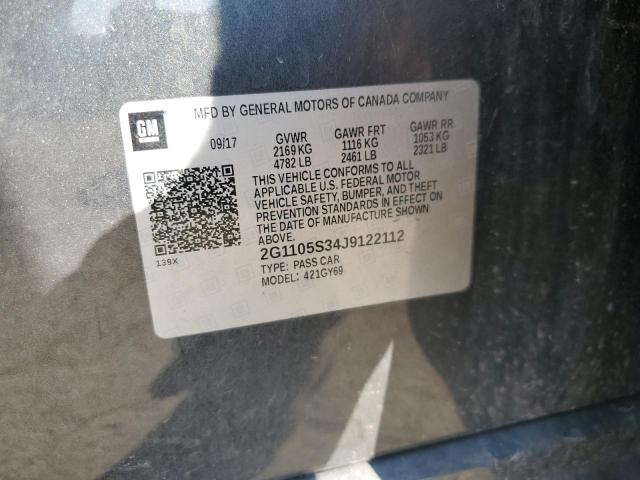 MFD BY GENERAL MOTORS OF CANADA COMPANY
GM
09/17 GVWR GAWR FRT GAWR RR
2169 KG 1116 KG 1053 KG
4782 LB 2461 LB 2321 LB
THIS VEHICLE CONFORMS TO ALL
APPLICABLE U.S. FEDERAL MOTOR
VEHICLE SAFETY, BUMPER, AND THEFT
PREVENTION STANDARDS IN EFFECT ON
THE DATE OF MANUFACTURE SHOWN
ABOVE.
139X
2G1105S34J9122112
TYPE: PASS CAR
MODEL: 421GY69